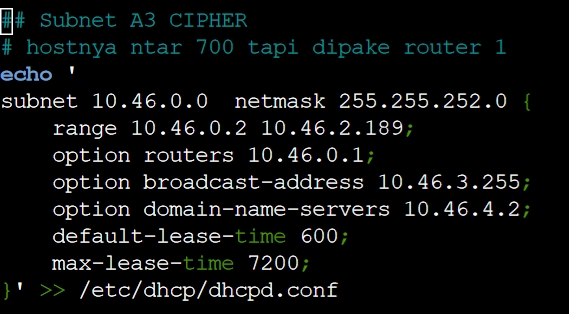 ## Subnet A3 CIPHER
# hostnya ntar 700 tapi dipake router 1
echo '
subnet 10.46.0.0  netmask 255.255.252.0 {
    range 10.46.0.2 10.46.2.189;
    option routers 10.46.0.1;
    option broadcast-address 10.46.3.255;
    option domain-name-servers 10.46.4.2;
    default-lease-time 600;
    max-lease-time 7200;
}' >> /etc/dhcp/dhcpd.conf